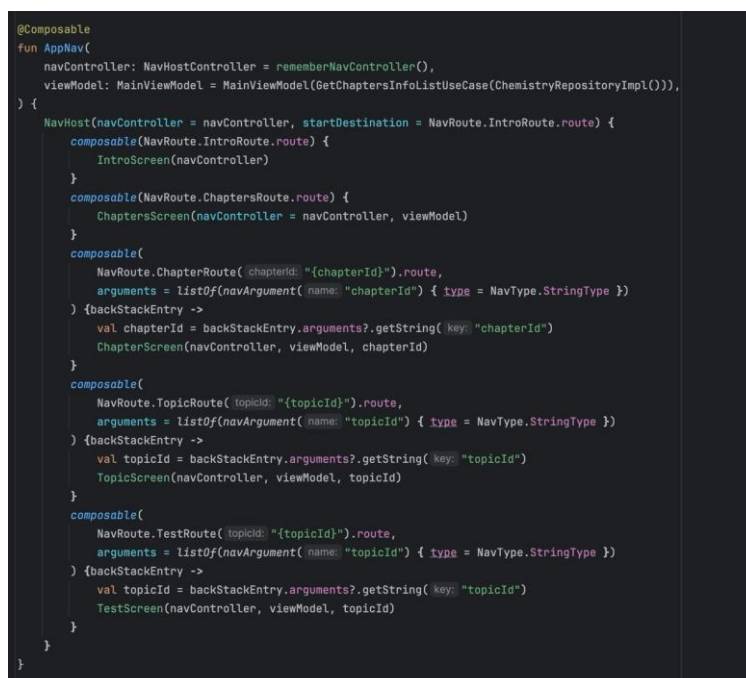 @Composable
fun AppNav(
    navController: NavHostController = rememberNavController(),
    viewModel: MainViewModel = MainViewModel(GetChaptersInfoListUseCase(ChemistryRepositoryImpl())),
) {
    NavHost(navController = navController, startDestination = NavRoute.IntroRoute.route) {
        composable(NavRoute.IntroRoute.route) {
            IntroScreen(navController)
        }
        composable(NavRoute.ChaptersRoute.route) {
            ChaptersScreen(navController = navController, viewModel)
        }
        composable(
            NavRoute.ChapterRoute( chapterId: "{chapterId}").route,
            arguments = listOf(navArgument( name: "chapterId") { type = NavType.StringType })
        ) {backStackEntry ->
            val chapterId = backStackEntry.arguments?.getString( key: "chapterId")
            ChapterScreen(navController, viewModel, chapterId)
        }
        composable(
            NavRoute.TopicRoute( topicId: "{topicId}").route,
            arguments = listOf(navArgument( name: "topicId") { type = NavType.StringType })
        ) {backStackEntry ->
            val topicId = backStackEntry.arguments?.getString( key: "topicId")
            TopicScreen(navController, viewModel, topicId)
        }
        composable(
            NavRoute.TestRoute( topicId: "{topicId}").route,
            arguments = listOf(navArgument( name: "topicId") { type = NavType.StringType })
        ) {backStackEntry ->
            val topicId = backStackEntry.arguments?.getString( key: "topicId")
            TestScreen(navController, viewModel, topicId)
        }
    }
}